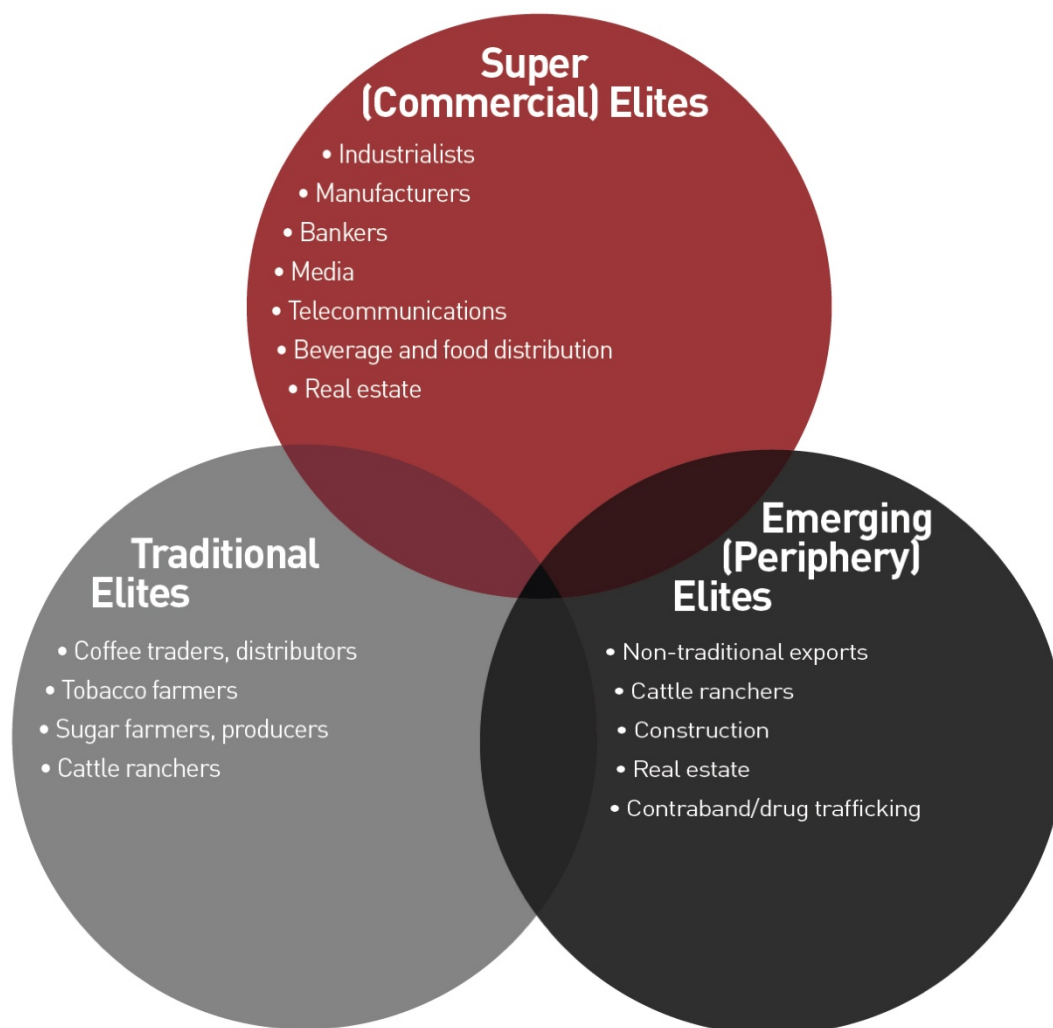 Super
(Commercial) Elites
• Industrialists
• Manufacturers
• Bankers
• Media
• Telecommunications
• Beverage and food distribution
• Real estate
Traditional
Elites
• Coffee traders, distributors
• Tobacco farmers
• Sugar farmers, producers
• Cattle ranchers
Emerging
(Periphery)
Elites
• Non-traditional exports
• Cattle ranchers
• Construction
• Real estate
• Contraband/drug trafficking